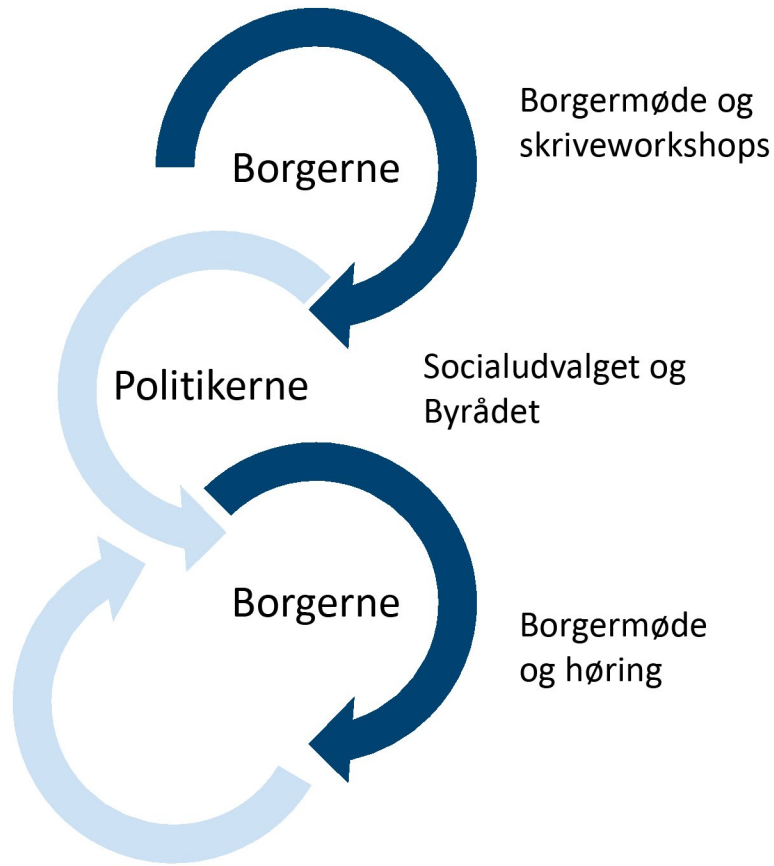 Borgermøde og
skriveworkshops
Borgerne
Socialudvalget og
Byrådet
Politikerne
Borgerne
Borgermøde
og høring